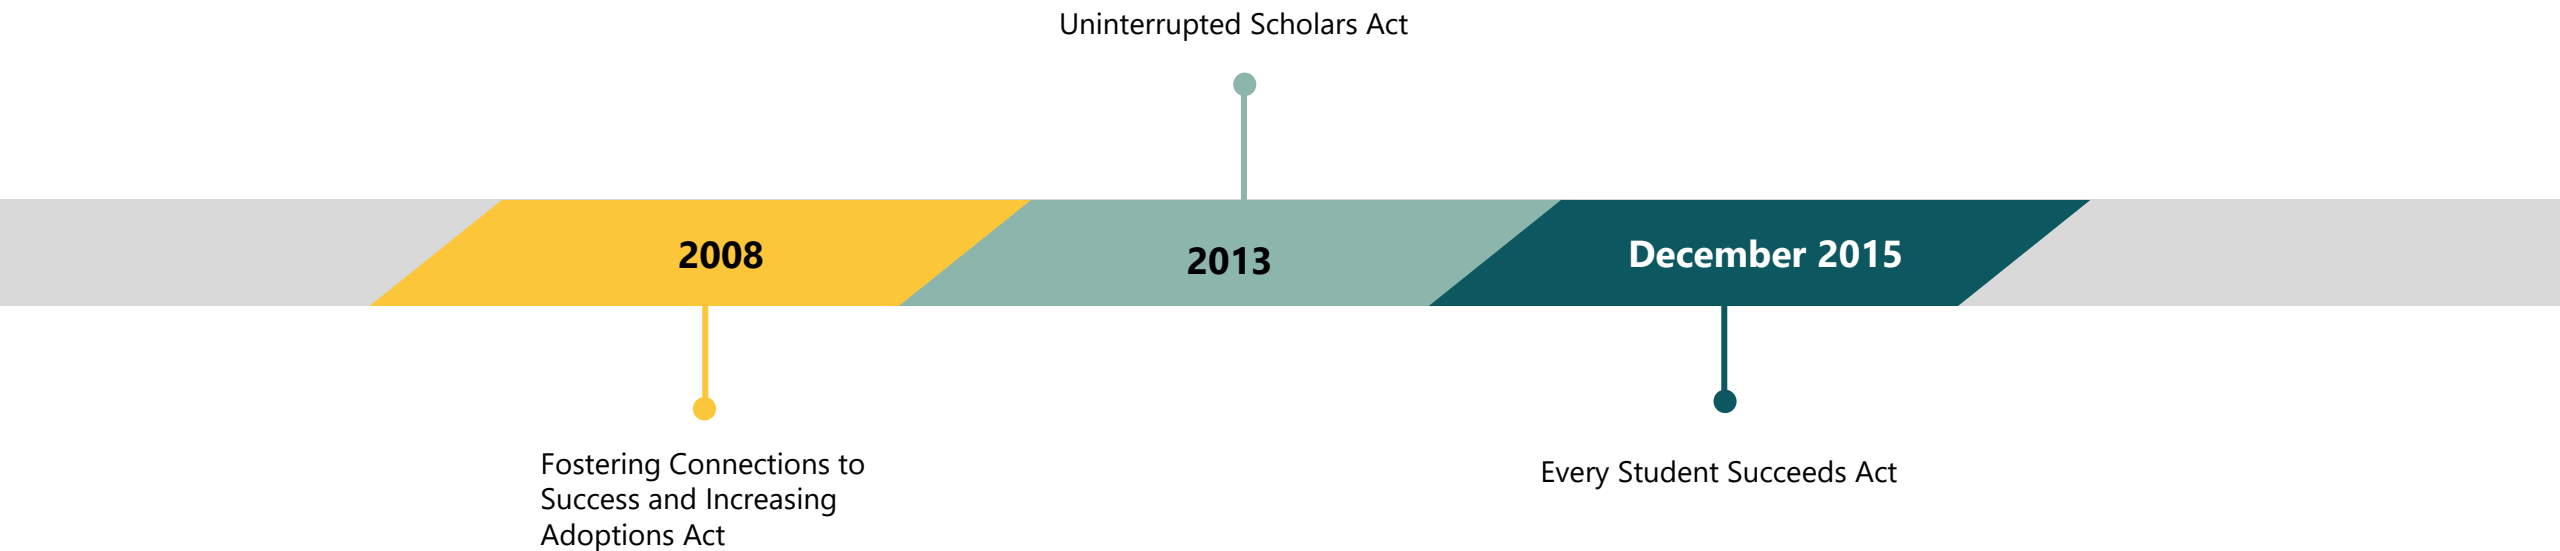 Uninterrupted Scholars Act
2008
2013
December 2015
Fostering Connections to
Success and Increasing
Adoptions Act
Every Student Succeeds Act